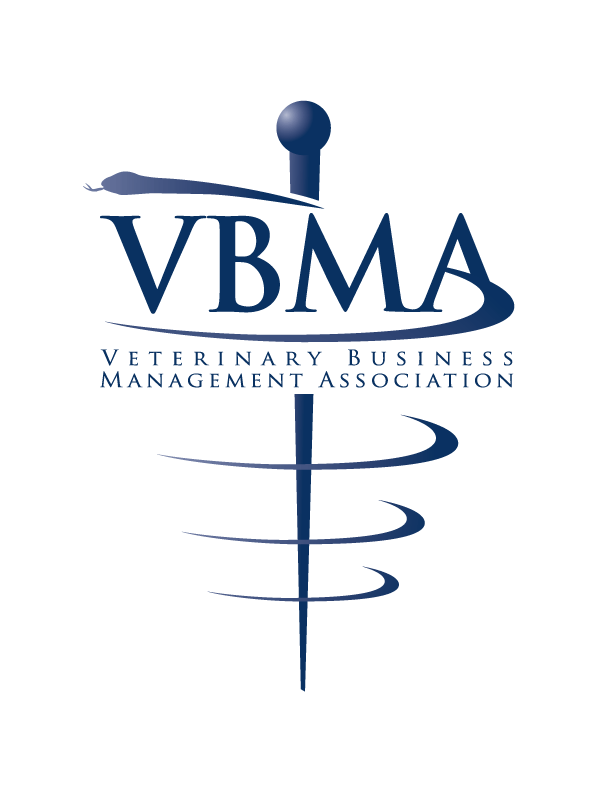 VBMA
VETERINARY BUSINESS
MANAGEMENT ASSOCIATION